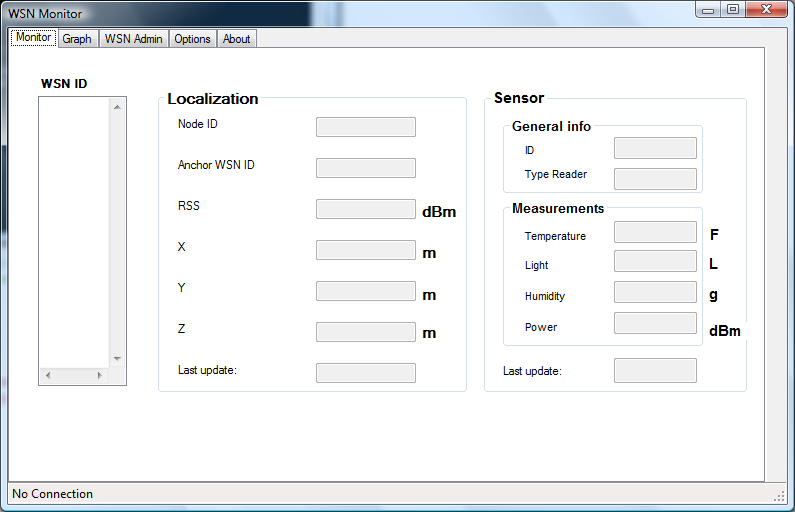 WSN Monitor
Monitor Graph WSN Admin Options About
WSN ID
Localization
Node ID
Anchor WSN ID
RSS dBm
X m
Y m
Z m
Last update:
Sensor
General info
ID
Type Reader
Measurements
Temperature F
Light L
Humidity g
Power dBm
Last update:
No Connection